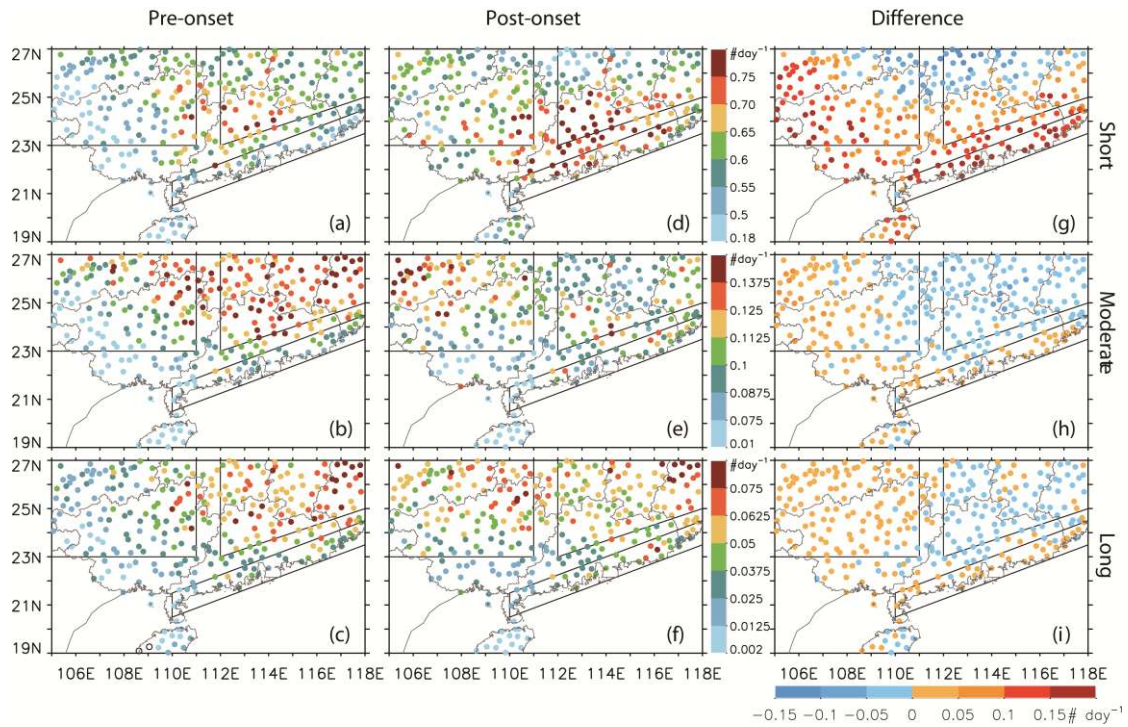 Pre-onset Post-onset Difference
27N
25N
23N
21N
19N
(a) (d) (g)
# day⁻¹
0.75
0.70
0.65
0.6
0.55
0.5
0.18
Short
27N
25N
23N
21N
19N
(b) (e) (h)
# day⁻¹
0.1375
0.125
0.1125
0.1
0.0875
0.075
0.01
Moderate
27N
25N
23N
21N
19N
(c) (f) (i)
# day⁻¹
0.075
0.0625
0.05
0.0375
0.025
0.0125
0.002
Long
106E 108E 110E 112E 114E 116E 118E 106E 108E 110E 112E 114E 116E 118E 106E 108E 110E 112E 114E 116E 118E
−0.15 −0.1 −0.05 0 0.05 0.1 0.15 # day⁻¹